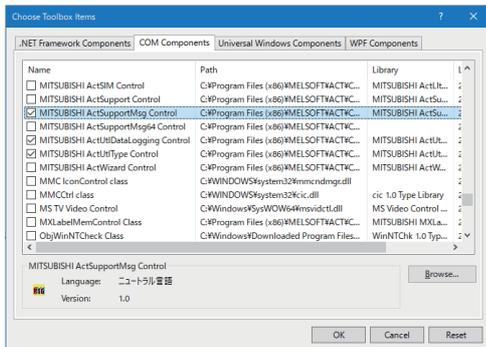 Choose Toolbox Items
.NET Framework Components COM Components Universal Windows Components WPF Components
Name Path Library
MITSUBISHI ActSIM Control C:¥Program Files (x86)¥MELSOFT¥ACT¥C... MITSUBISHI ActLlt...
MITSUBISHI ActSupport Control C:¥Program Files (x86)¥MELSOFT¥ACT¥C... MITSUBISHI ActSu...
MITSUBISHI ActSupportMsg Control C:¥Program Files (x86)¥MELSOFT¥ACT¥C... MITSUBISHI ActSu...
MITSUBISHI ActSupportMsg64 Control C:¥Program Files (x86)¥MELSOFT¥ACT¥C...
MITSUBISHI ActUtlDataLogging Control C:¥Program Files (x86)¥MELSOFT¥ACT¥C... MITSUBISHI ActUt...
MITSUBISHI ActUtlType Control C:¥Program Files (x86)¥MELSOFT¥ACT¥C... MITSUBISHI ActUt...
MITSUBISHI ActWizard Control C:¥Program Files (x86)¥MELSOFT¥ACT¥C... MITSUBISHI ActW...
MMC IconControl class C:¥WINDOWS¥system32¥mmcndmgr.dll
MMCCtrl class C:¥WINDOWS¥system32¥cic.dll cic 1.0 Type Library
MS TV Video Control C:¥Windows¥SysWOW64¥msvidctl.dll MS Video Control ...
MXLabelMemControl Class C:¥Program Files (x86)¥MELSOFT¥ACT¥C... MITSUBISHI MXLa...
ObjWinNTCheck Class C:¥Windows¥Downloaded Program Files... WinNTChk 1.0 Typ...
MITSUBISHI ActSupportMsg Control
Language: ニュートラル言語
Version: 1.0
Browse...
OK Cancel Reset